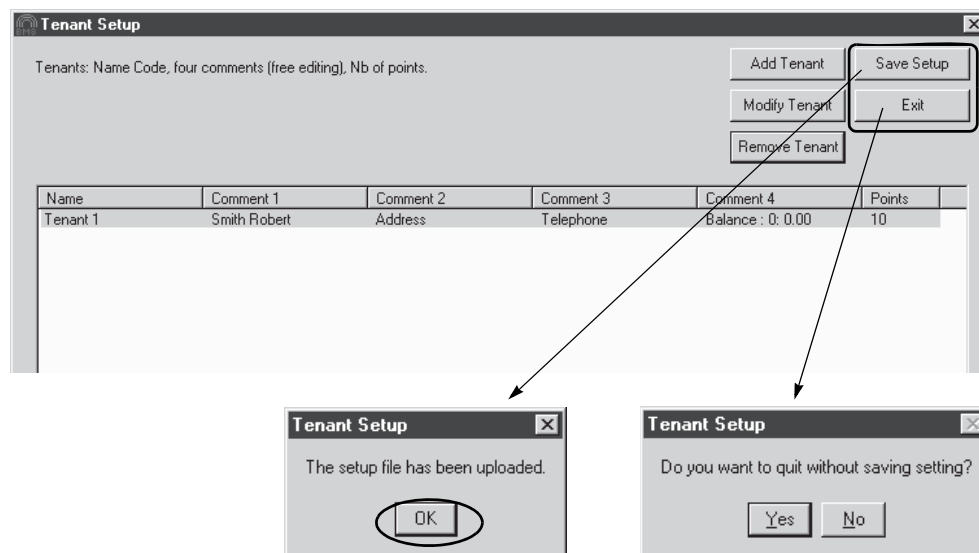 BMS
Tenant Setup
Tenants: Name Code, four comments (free editing), Nb of points.
Add Tenant
Save Setup
Modify Tenant
Exit
Remove Tenant
Name Comment 1 Comment 2 Comment 3 Comment 4 Points
Tenant 1 Smith Robert Address Telephone Balance : 0: 0.00 10
Tenant Setup
The setup file has been uploaded.
OK
Tenant Setup
Do you want to quit without saving setting?
Yes No